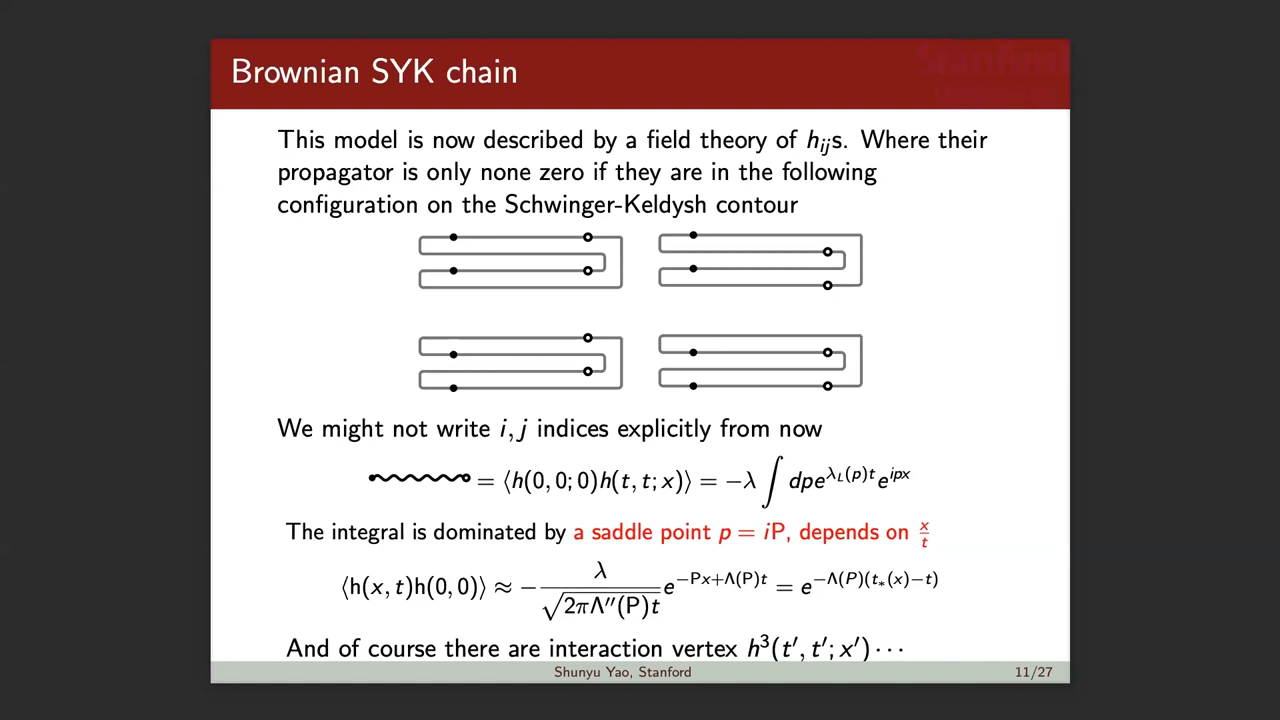 Brownian SYK chain
This model is now described by a field theory of h_{ij}s. Where their
propagator is only none zero if they are in the following
configuration on the Schwinger-Keldysh contour
We might not write i, j indices explicitly from now
= ⟨h(0, 0; 0)h(t, t; x)⟩ = −λ ∫ dpe^{λ_L(p)t}e^{ipx}
The integral is dominated by a saddle point p = iP, depends on x/t
⟨h(x, t)h(0, 0)⟩ ≈ − λ/√(2πΛ′′(P)t) e^{−Px+Λ(P)t} = e^{−Λ(P)(t_*(x)−t)}
And of course there are interaction vertex h³(t′, t′; x′) · · ·
Shunyu Yao, Stanford 11/27